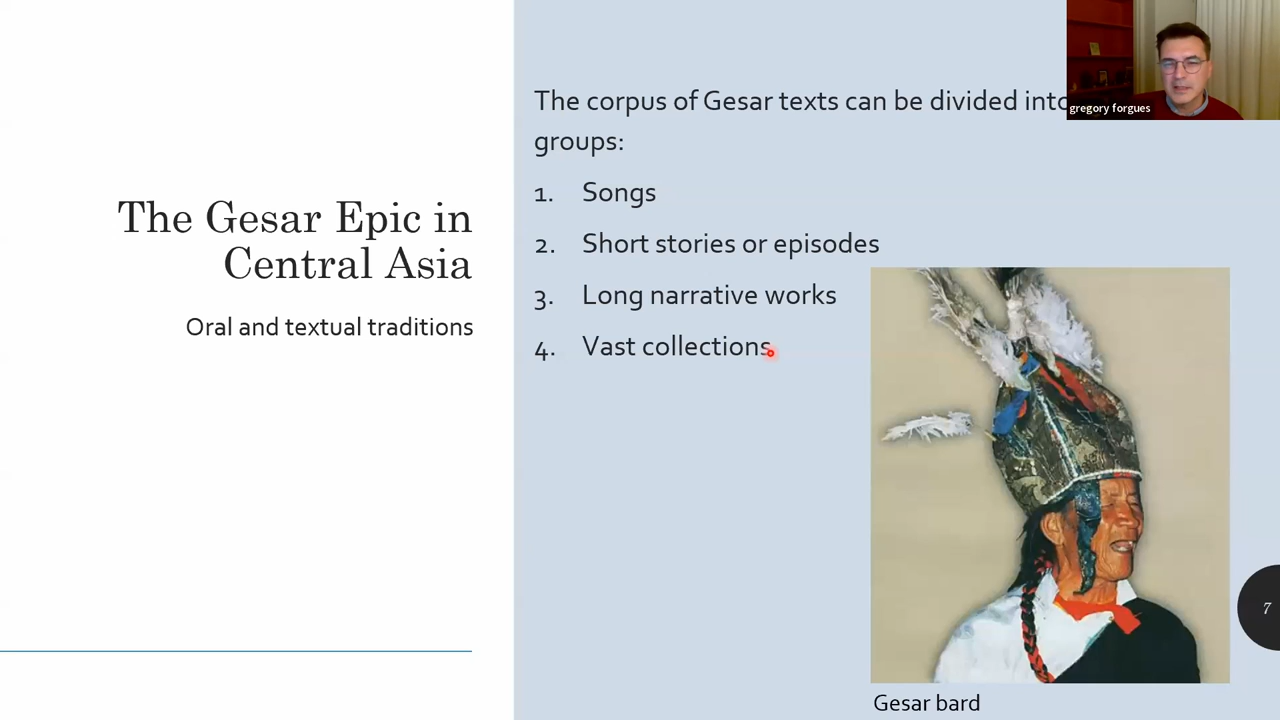 The Gesar Epic in
Central Asia
Oral and textual traditions
The corpus of Gesar texts can be divided into
groups:
1. Songs
2. Short stories or episodes
3. Long narrative works
4. Vast collections
Gesar bard
7
gregory forgues